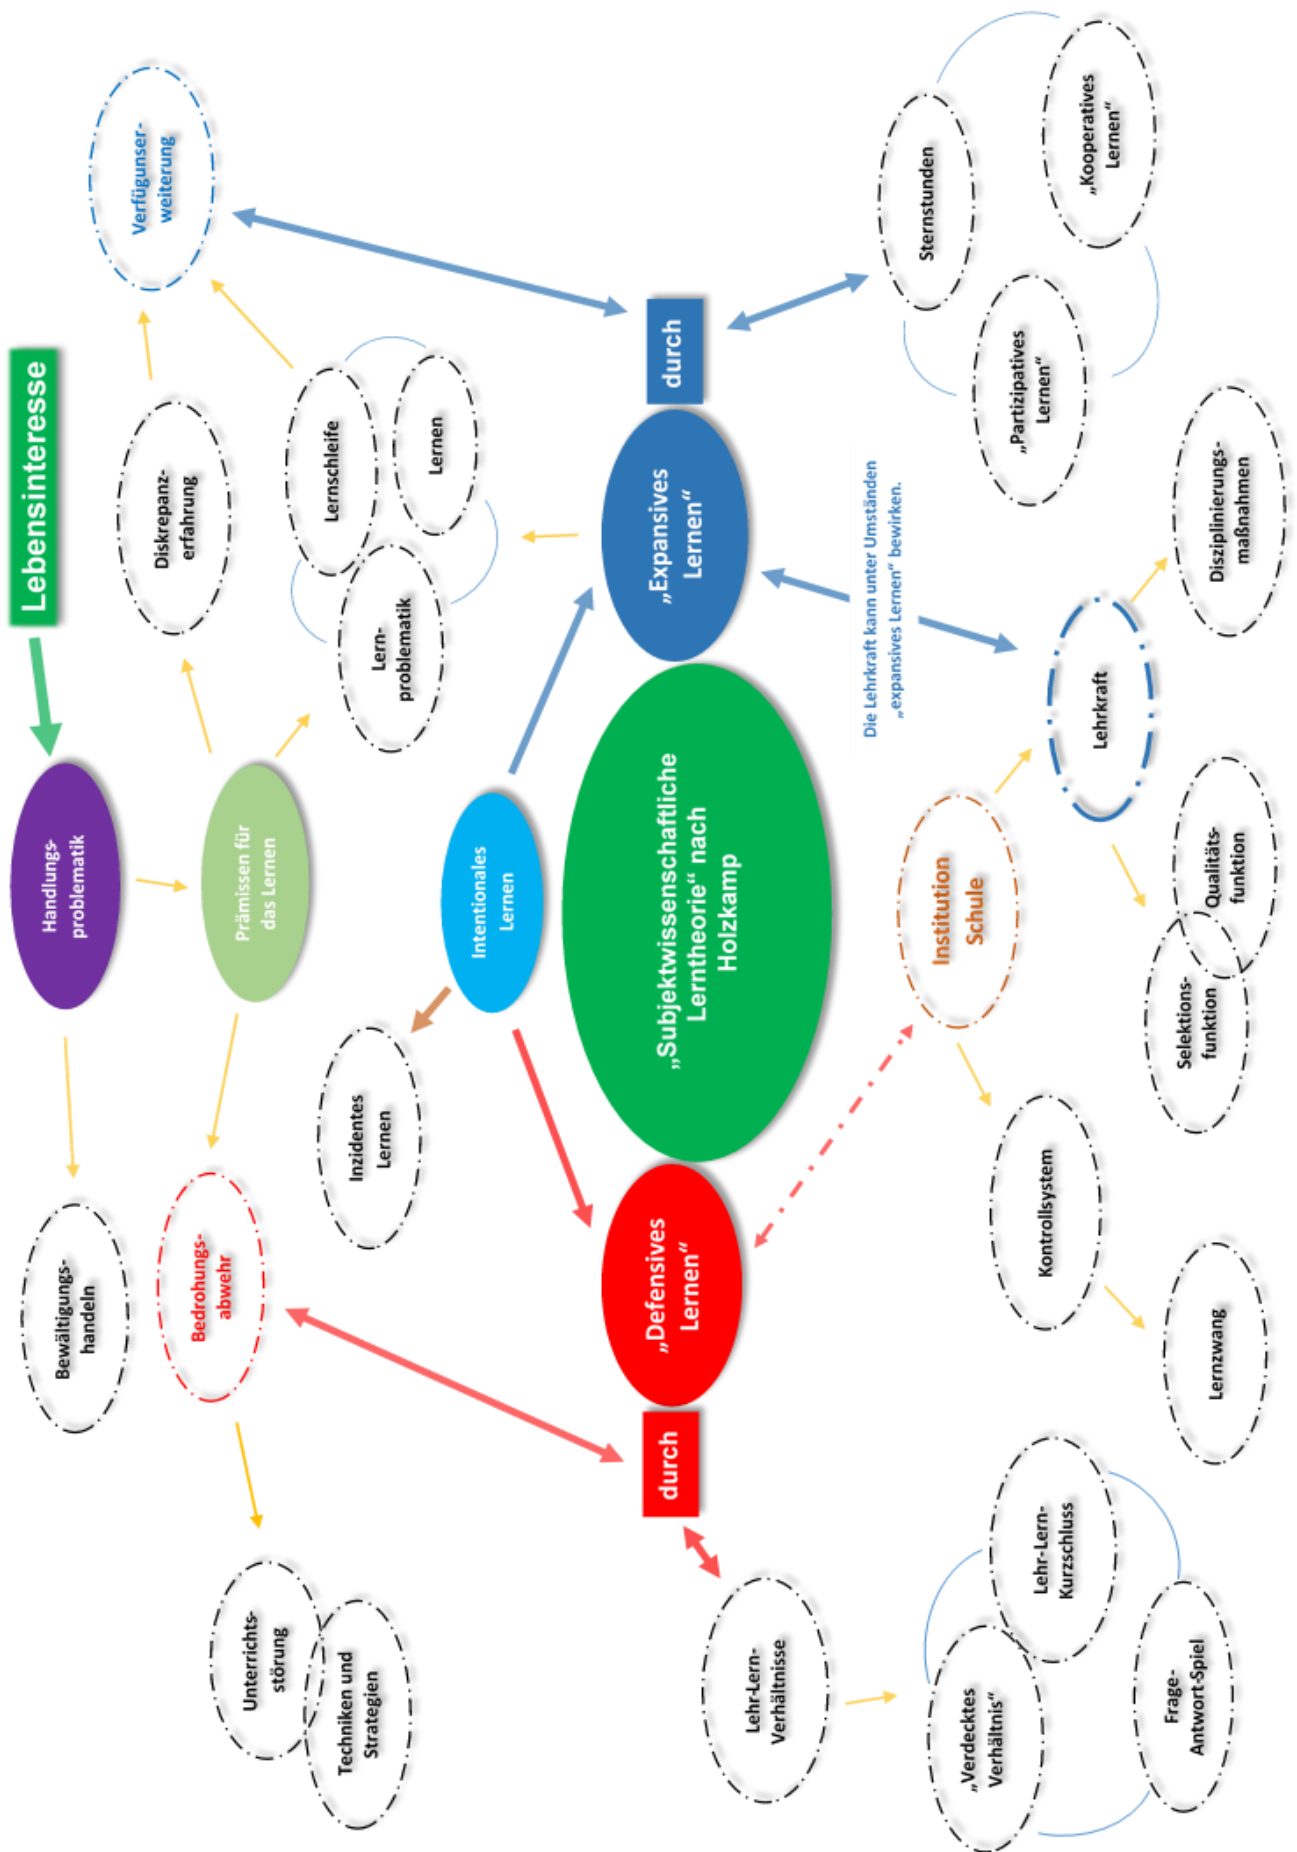 Lebensinteresse
Handlungs-
problematik
Bewältigungs-
handeln
Verfügunser-
weiterung
Diskrepanz-
erfahrung
Prämissen für
das Lernen
Bedrohungs-
abwehr
Unterrichts-
störung
Techniken und
Strategien
Lernschleife
Lernen
Lern-
problematik
Inzidentes
Lernen
Intentionales
Lernen
durch
„Expansives
Lernen“
„Subjektwissenschaftliche
Lerntheorie“ nach
Holzkamp
„Defensives
Lernen“
durch
Lehr-Lern-
Verhältnisse
Die Lehrkraft kann unter Umständen
„expansives Lernen“ bewirken.
Sternstunden
„Partizipatives
Lernen“
„Kooperatives
Lernen“
Institution
Schule
Lehrkraft
Disziplinierungs-
maßnahmen
Qualitäts-
funktion
Selektions-
funktion
Kontrollsystem
Lernzwang
„Verdecktes
Verhältnis“
Lehr-Lern-
Kurzschluss
Frage-
Antwort-Spiel